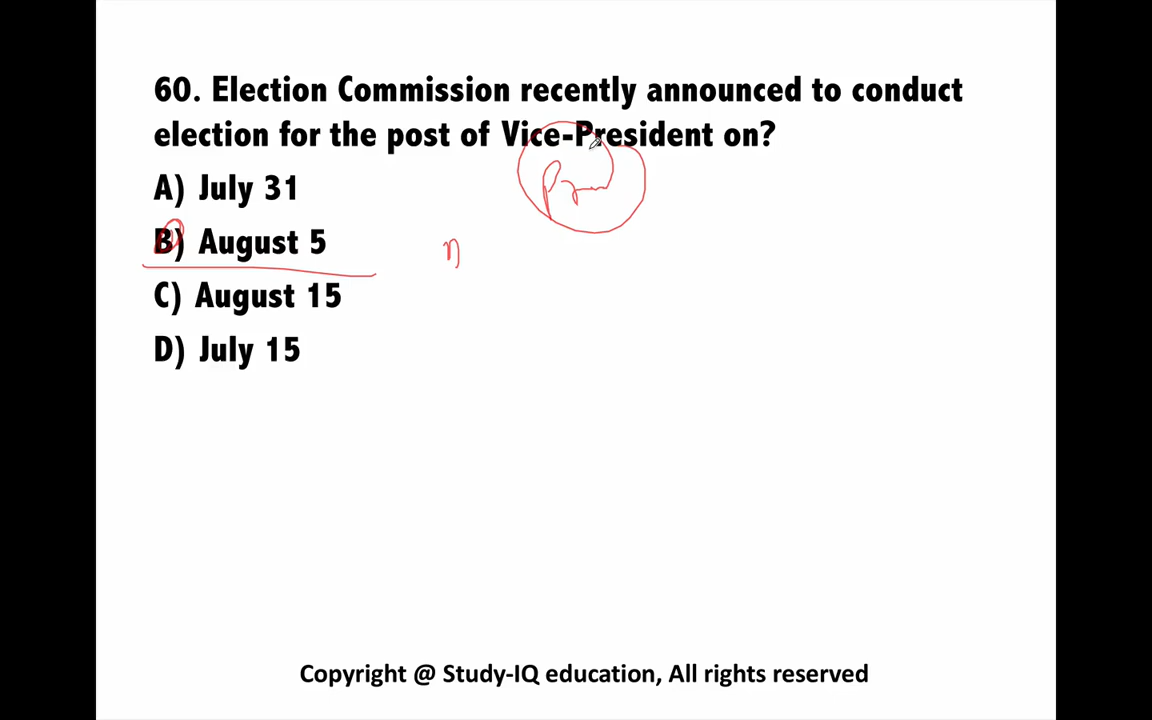 60. Election Commission recently announced to conduct
election for the post of Vice-President on?
A) July 31
B) August 5
C) August 15
D) July 15
Copyright @ Study-IQ education, All rights reserved